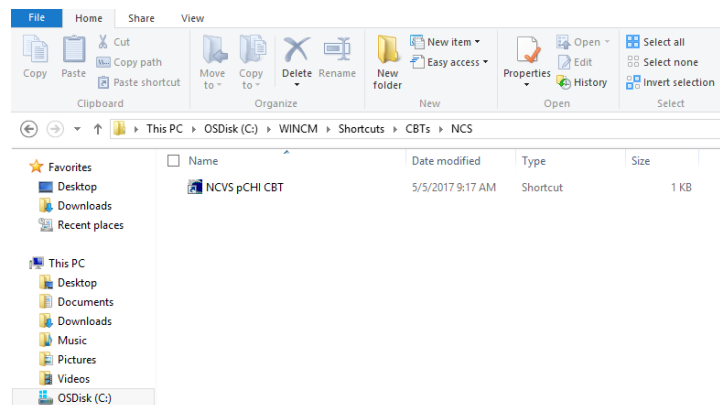 File Home Share View
Cut
Copy path
Paste shortcut
Copy Paste
Clipboard
Move to
Copy to
Delete Rename
Organize
New folder
New item
Easy access
New
Properties
Open
Edit
History
Open
Select all
Select none
Invert selection
Select
This PC OSDisk (C:) WINCM Shortcuts CBTs NCS
Name Date modified Type Size
NCVS pCHI CBT 5/5/2017 9:17 AM Shortcut 1 KB
Favorites
Desktop
Downloads
Recent places
This PC
Desktop
Documents
Downloads
Music
Pictures
Videos
OSDisk (C:)